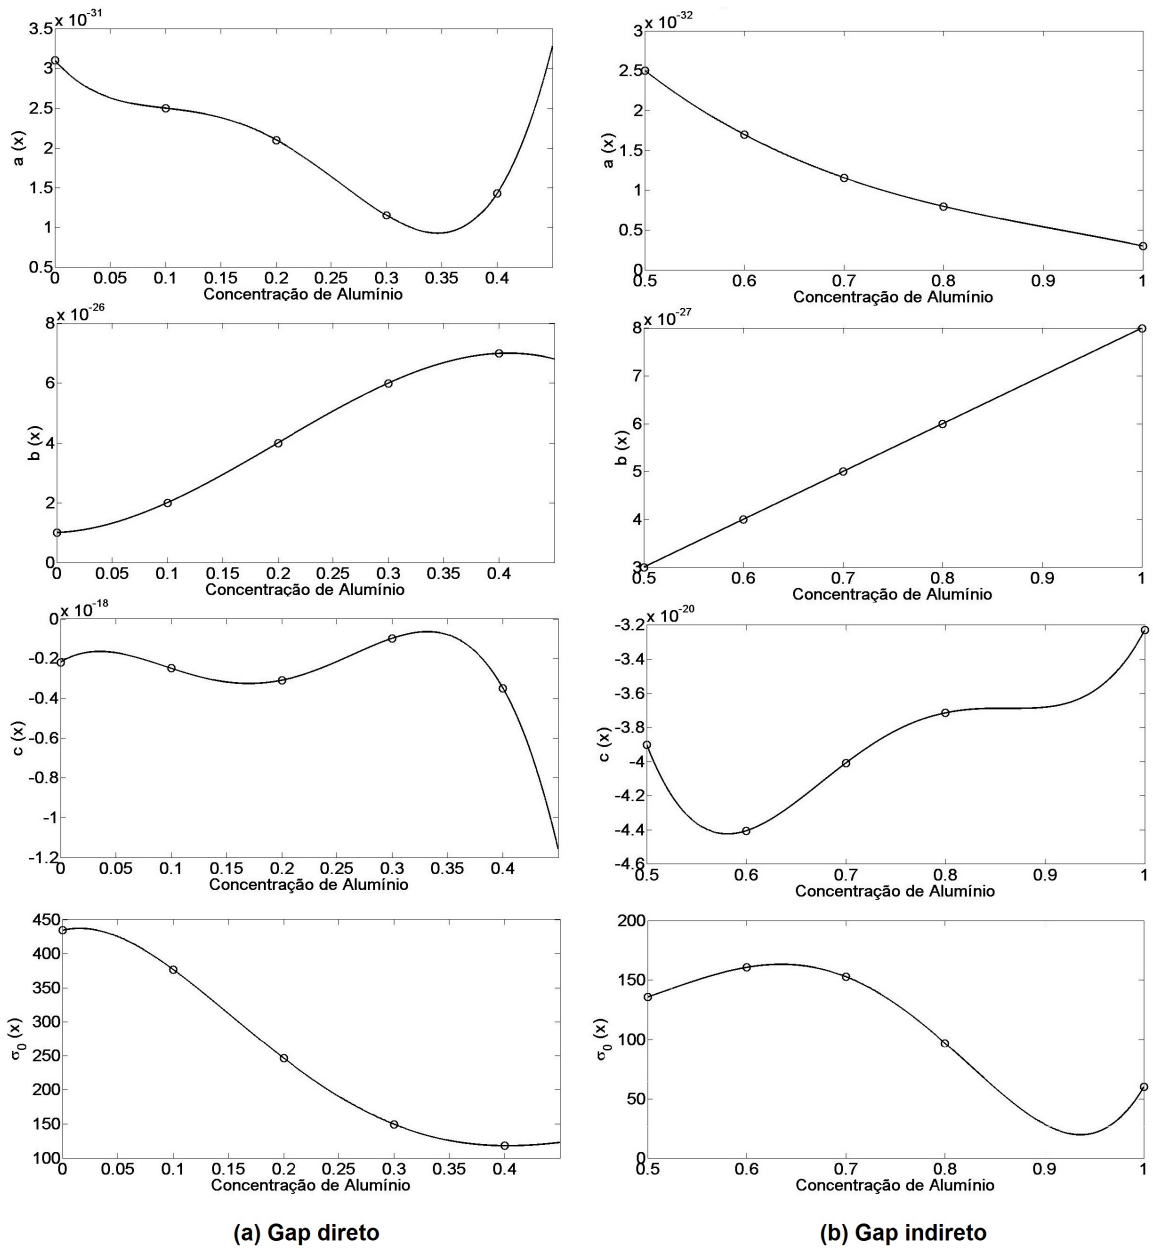 x 10-31
3.5
3
2.5
2
1.5
1
0.5
a (x)
0 0.05 0.1 0.15 0.2 0.25 0.3 0.35 0.4
Concentração de Alumínio
x 10-32
3
2.5
2
1.5
1
0.5
0
a (x)
0.5 0.6 0.7 0.8 0.9 1
Concentração de Alumínio
x 10-26
8
6
4
2
0
b (x)
0 0.05 0.1 0.15 0.2 0.25 0.3 0.35 0.4
Concentração de Alumínio
x 10-27
8
7
6
5
4
3
b (x)
0.5 0.6 0.7 0.8 0.9 1
Concentração de Alumínio
x 10-18
0
-0.2
-0.4
-0.6
-0.8
-1
-1.2
c (x)
0 0.05 0.1 0.15 0.2 0.25 0.3 0.35 0.4
Concentração de Alumínio
x 10-20
-3.2
-3.4
-3.6
-3.8
-4
-4.2
-4.4
-4.6
c (x)
0.5 0.6 0.7 0.8 0.9 1
Concentração de Alumínio
450
400
350
300
250
200
150
100
σ0 (x)
0 0.05 0.1 0.15 0.2 0.25 0.3 0.35 0.4
Concentração de Alumínio
200
150
100
50
0
σ0 (x)
0.5 0.6 0.7 0.8 0.9 1
Concentração de Alumínio
(a) Gap direto
(b) Gap indireto